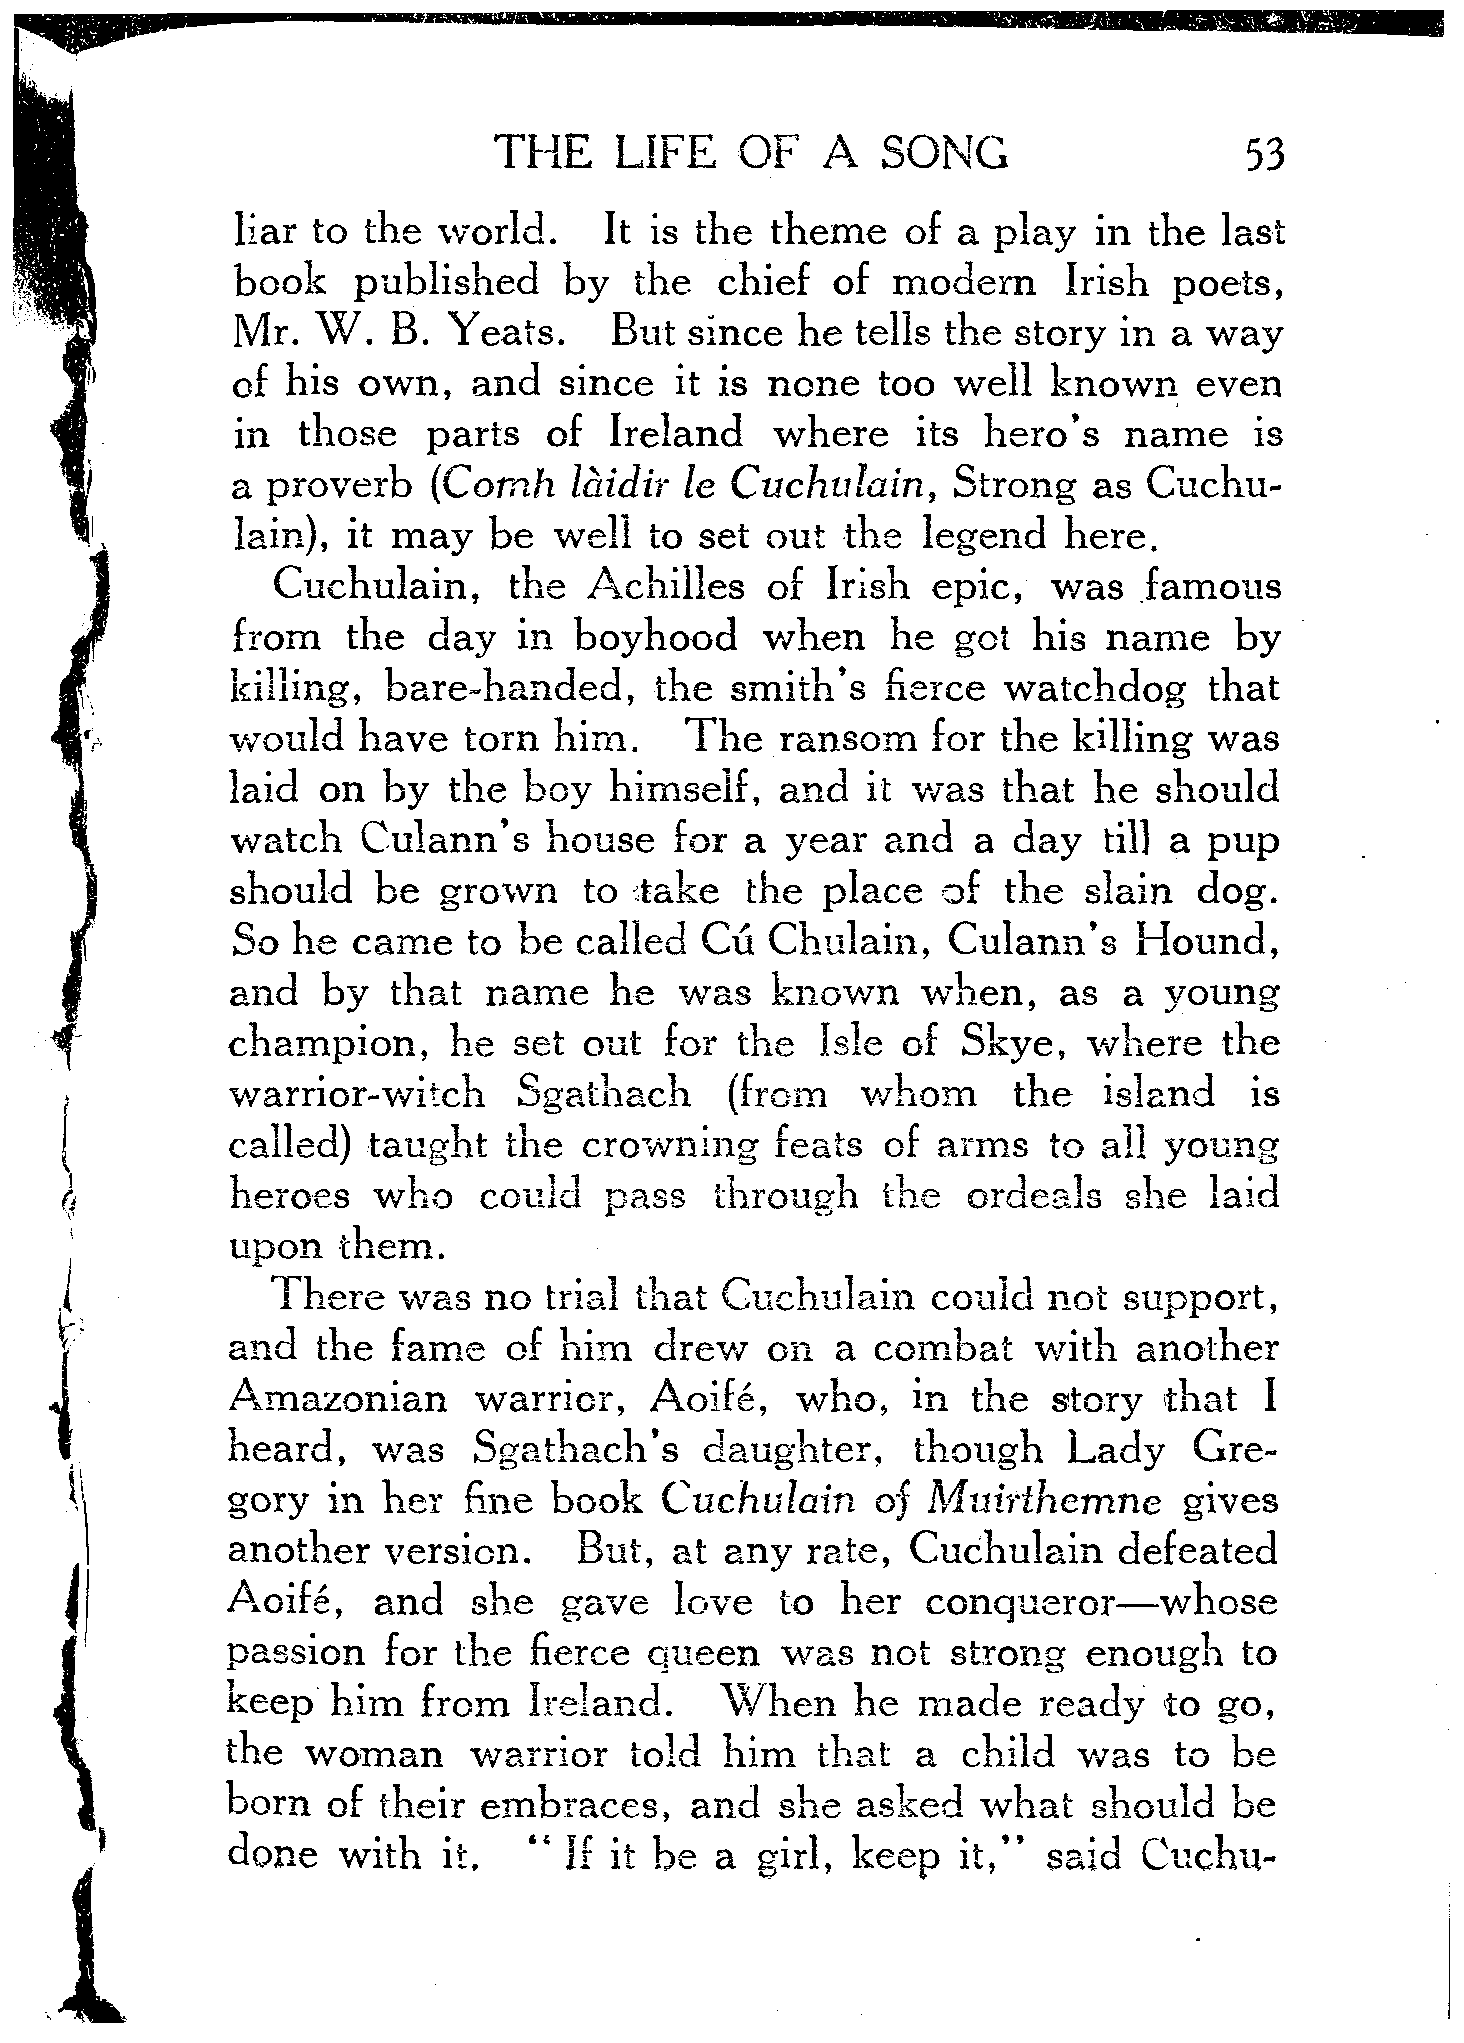 THE LIFE OF A SONG 53
liar to the world. It is the theme of a play in the last
book published by the chief of modern Irish poets,
Mr. W. B. Yeats. But since he tells the story in a way
of his own, and since it is none too well known even
in those parts of Ireland where its hero's name is
a proverb (Comh làidir le Cuchulain, Strong as Cuchu-
lain), it may be well to set out the legend here.
Cuchulain, the Achilles of Irish epic, was famous
from the day in boyhood when he got his name by
killing, bare-handed, the smith's fierce watchdog that
would have torn him. The ransom for the killing was
laid on by the boy himself, and it was that he should
watch Culann's house for a year and a day till a pup
should be grown to take the place of the slain dog.
So he came to be called Cú Chulain, Culann's Hound,
and by that name he was known when, as a young
champion, he set out for the Isle of Skye, where the
warrior-witch Sgathach (from whom the island is
called) taught the crowning feats of arms to all young
heroes who could pass through the ordeals she laid
upon them.
There was no trial that Cuchulain could not support,
and the fame of him drew on a combat with another
Amazonian warrior, Aoifé, who, in the story that I
heard, was Sgathach's daughter, though Lady Gre-
gory in her fine book Cuchulain of Muirthemne gives
another version. But, at any rate, Cuchulain defeated
Aoifé, and she gave love to her conqueror—whose
passion for the fierce queen was not strong enough to
keep him from Ireland. When he made ready to go,
the woman warrior told him that a child was to be
born of their embraces, and she asked what should be
done with it. "If it be a girl, keep it," said Cuchu-